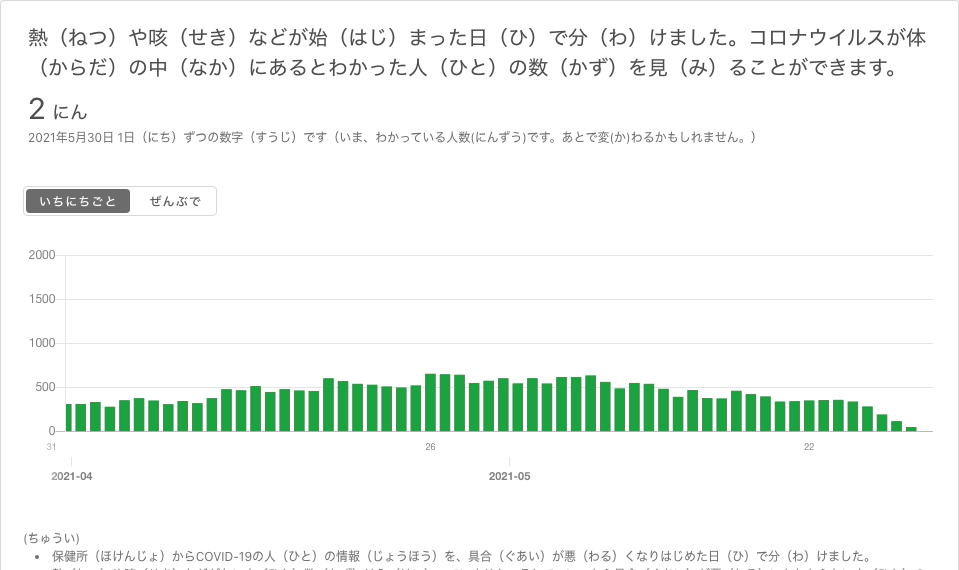 熱（ねつ）や咳（せき）などが始（はじ）まった日（ひ）で分（わ）けました。コロナウイルスが体
（からだ）の中（なか）にあるとわかった人（ひと）の数（かず）を見（み）ることができます。
2 にん
2021年5月30日 1日（にち）ずつの数字（すうじ）です（いま、わかっている人数(にんずう)です。あとで変(か)わるかもしれません。）
いちにちごと ぜんぶで
2000
1500
1000
500
0
31 26 22
2021-04 2021-05
(ちゅうい)
• 保健所（ほけんじょ）からCOVID-19の人（ひと）の情報（じょうほう）を、具合（ぐあい）が悪（わる）くなりはじめた日（ひ）で分（わ）けました。